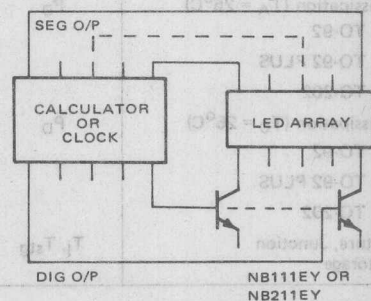 SEG O/P
CALCULATOR
OR
CLOCK
LED ARRAY
DIG O/P
NB111EY OR
NB211EY